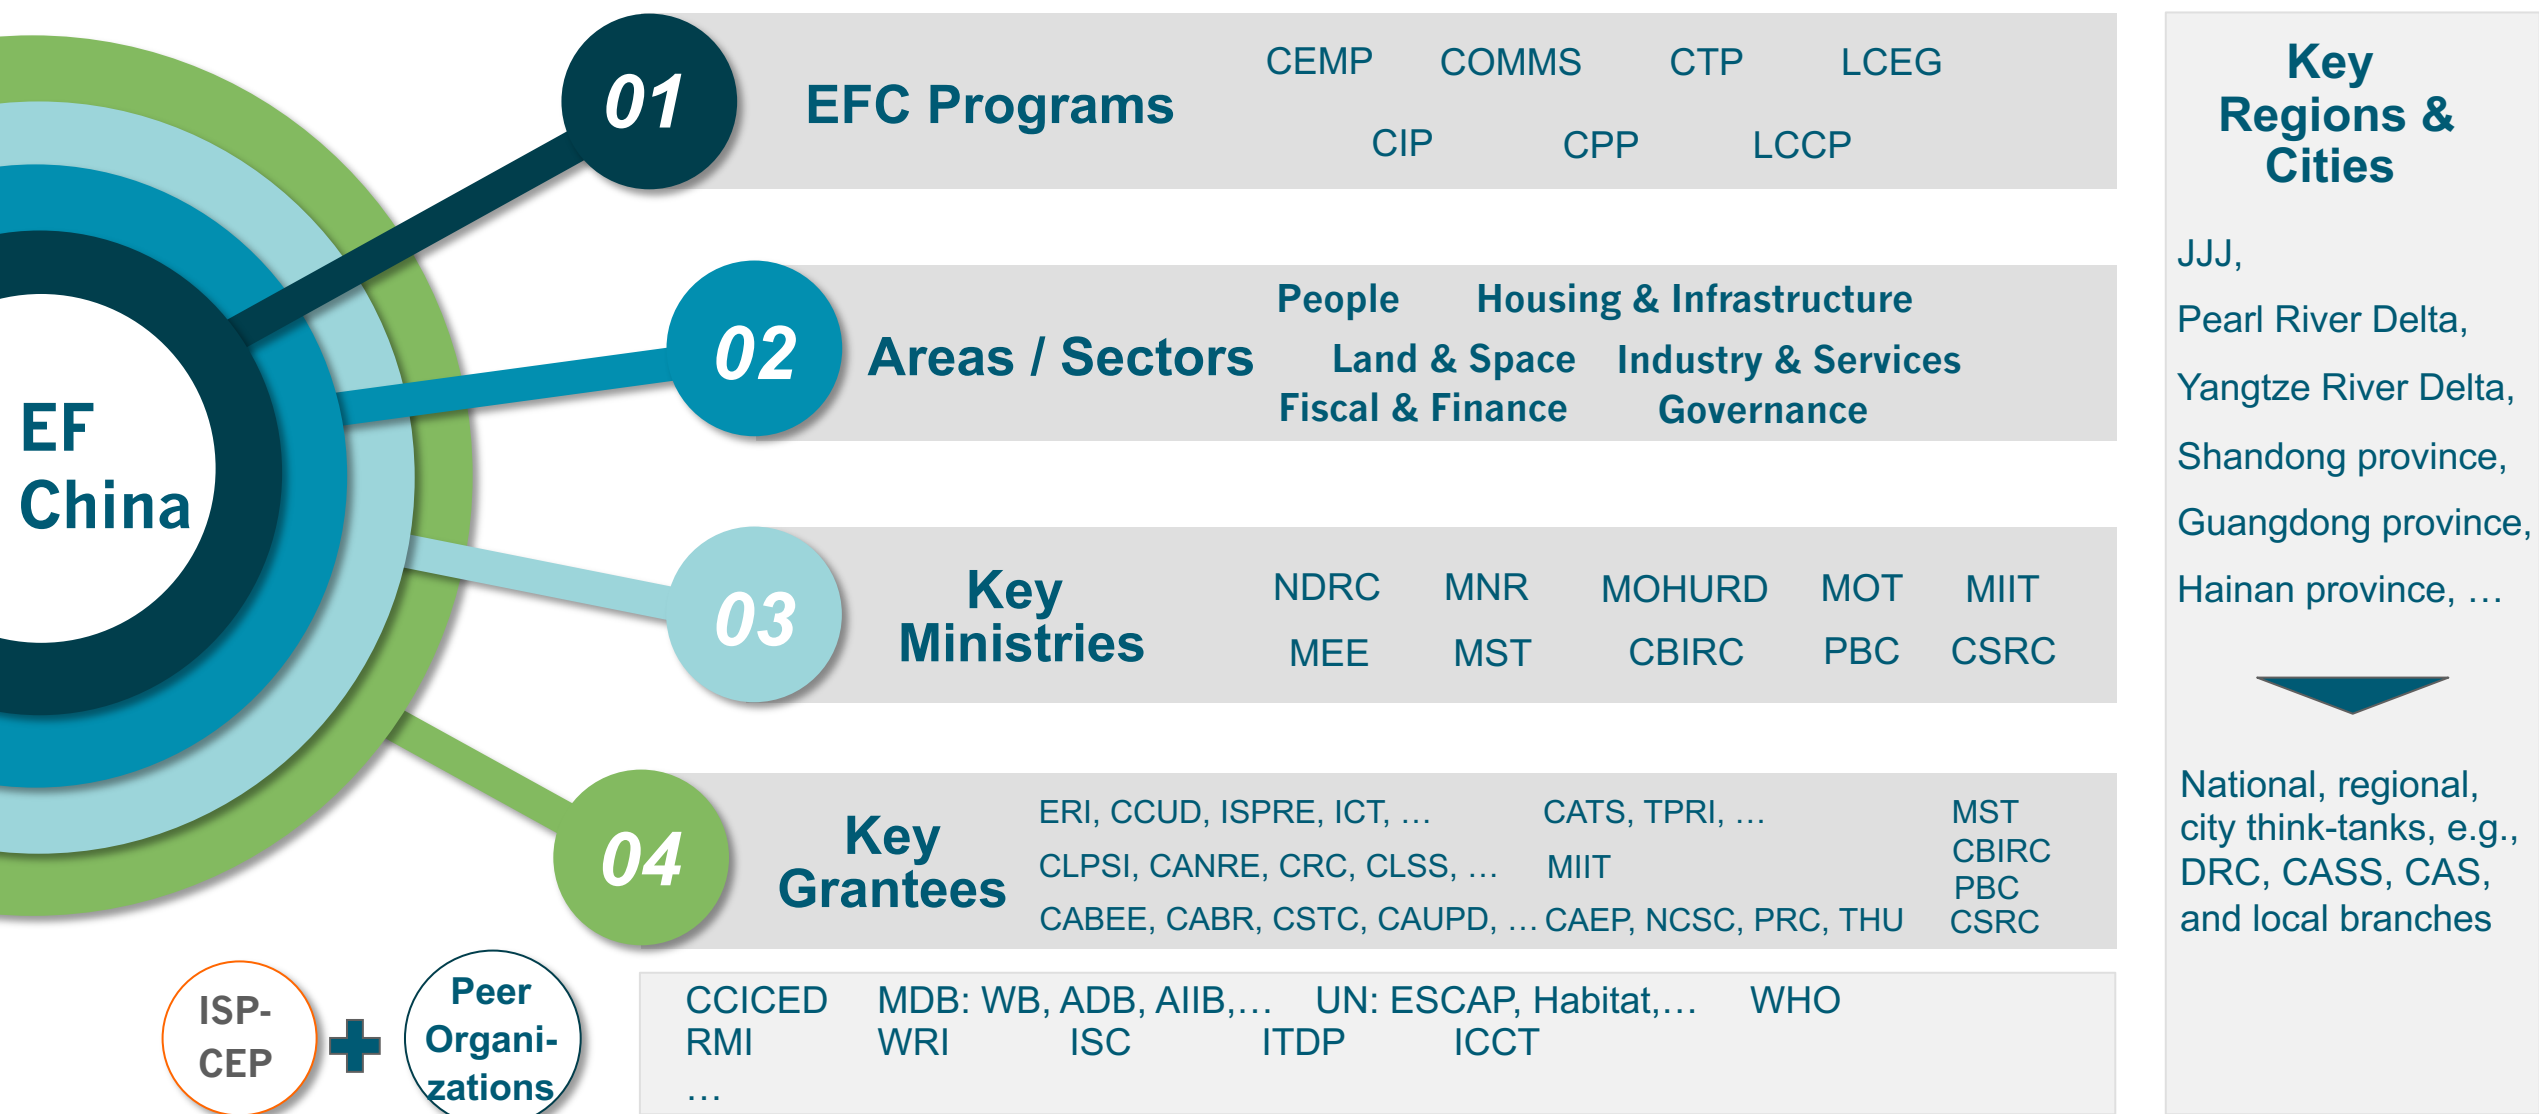 EF
China
01
EFC Programs
CEMP COMMS CTP LCEG
CIP CPP LCCP
02
Areas / Sectors
People Housing & Infrastructure
Land & Space Industry & Services
Fiscal & Finance Governance
03
Key
Ministries
NDRC MNR MOHURD MOT MIIT
MEE MST CBIRC PBC CSRC
04
Key
Grantees
ERI, CCUD, ISPRE, ICT, …
CLPSI, CANRE, CRC, CLSS, …
CABEE, CABR, CSTC, CAUPD, …
CATS, TPRI, …
MIIT
CAEP, NCSC, PRC, THU
MST
CBIRC
PBC
CSRC
ISP-
CEP
Peer
Organi-
zations
CCICED MDB: WB, ADB, AIIB,… UN: ESCAP, Habitat,… WHO
RMI WRI ISC ITDP ICCT
…
Key
Regions &
Cities
JJJ,
Pearl River Delta,
Yangtze River Delta,
Shandong province,
Guangdong province,
Hainan province, …
National, regional,
city think-tanks, e.g.,
DRC, CASS, CAS,
and local branches